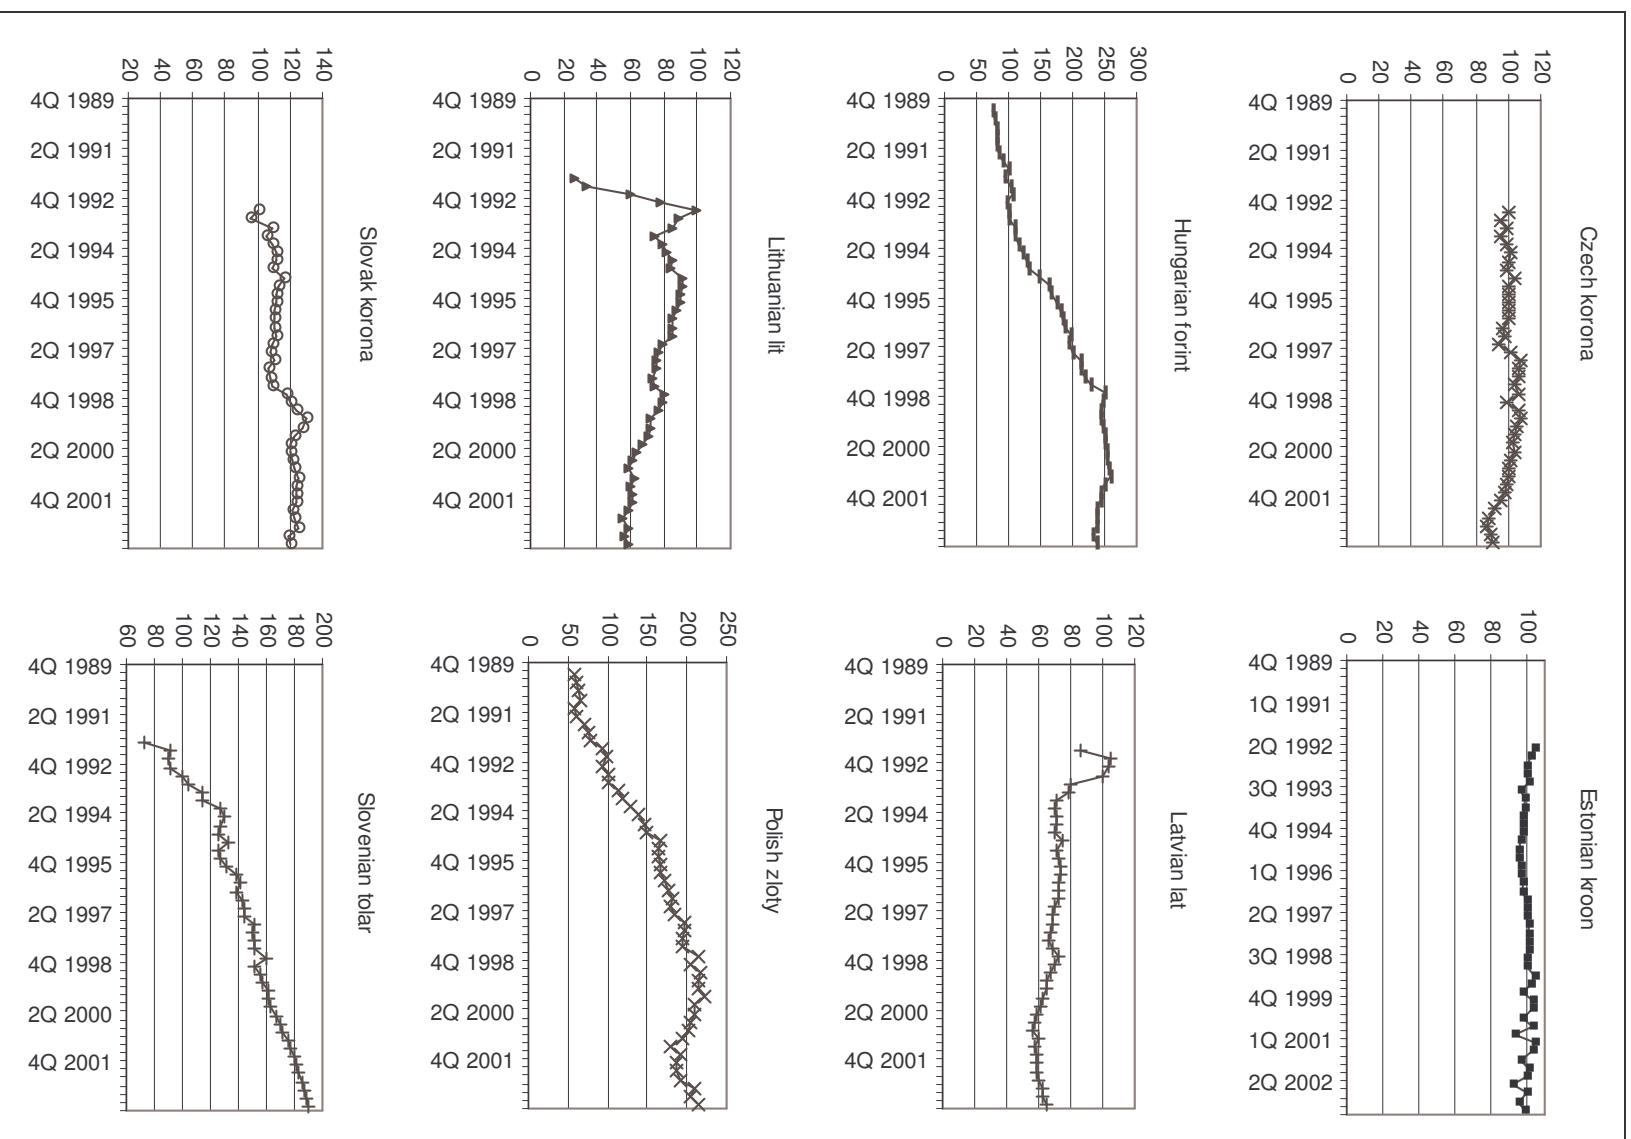 Czech korona
120
100
80
60
40
20
0
4Q 1989
2Q 1991
4Q 1992
2Q 1994
4Q 1995
2Q 1997
4Q 1998
2Q 2000
4Q 2001
Estonian kroon
100
80
60
40
20
0
4Q 1989
1Q 1991
2Q 1992
3Q 1993
4Q 1994
1Q 1996
2Q 1997
3Q 1998
4Q 1999
1Q 2001
2Q 2002
Hungarian forint
300
250
200
150
100
50
0
4Q 1989
2Q 1991
4Q 1992
2Q 1994
4Q 1995
2Q 1997
4Q 1998
2Q 2000
4Q 2001
Latvian lat
120
100
80
60
40
20
0
4Q 1989
2Q 1991
4Q 1992
2Q 1994
4Q 1995
2Q 1997
4Q 1998
2Q 2000
4Q 2001
Lithuanian lit
120
100
80
60
40
20
0
4Q 1989
2Q 1991
4Q 1992
2Q 1994
4Q 1995
2Q 1997
4Q 1998
2Q 2000
4Q 2001
Polish zloty
250
200
150
100
50
0
4Q 1989
2Q 1991
4Q 1992
2Q 1994
4Q 1995
2Q 1997
4Q 1998
2Q 2000
4Q 2001
Slovak korona
140
120
100
80
60
40
20
4Q 1989
2Q 1991
4Q 1992
2Q 1994
4Q 1995
2Q 1997
4Q 1998
2Q 2000
4Q 2001
Slovenian tolar
200
180
160
140
120
100
80
60
4Q 1989
2Q 1991
4Q 1992
2Q 1994
4Q 1995
2Q 1997
4Q 1998
2Q 2000
4Q 2001